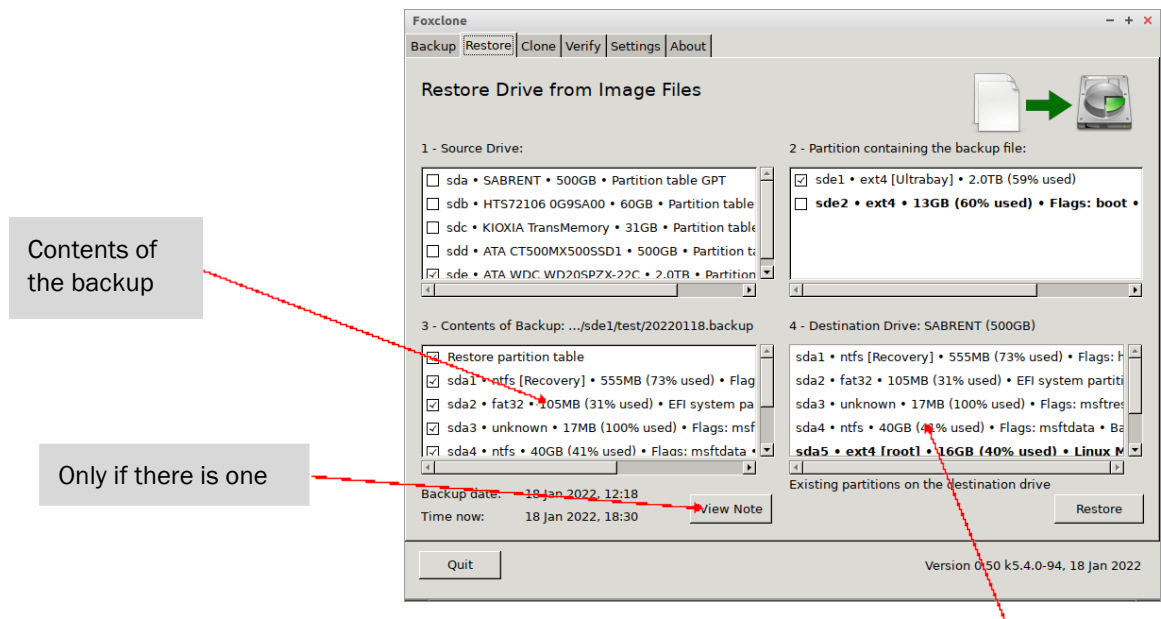 Foxclone
Backup Restore Clone Verify Settings About
Restore Drive from Image Files
1 - Source Drive:
sda • SABRENT • 500GB • Partition table GPT
sdb • HTS72106 0G9SA00 • 60GB • Partition table
sdc • KIOXIA TransMemory • 31GB • Partition table
sdd • ATA CT500MX500SSD1 • 500GB • Partition ta
sde • ATA WDC WD20SPZX-22C • 2.0TB • Partition
2 - Partition containing the backup file:
sde1 • ext4 [Ultrabay] • 2.0TB (59% used)
sde2 • ext4 • 13GB (60% used) • Flags: boot •
Contents of
the backup
3 - Contents of Backup: .../sde1/test/20220118.backup
Restore partition table
sda1 • ntfs [Recovery] • 555MB (73% used) • Flag
sda2 • fat32 • 105MB (31% used) • EFI system pa
sda3 • unknown • 17MB (100% used) • Flags: msf
sda4 • ntfs • 40GB (41% used) • Flags: msftdata •
4 - Destination Drive: SABRENT (500GB)
sda1 • ntfs [Recovery] • 555MB (73% used) • Flags: h
sda2 • fat32 • 105MB (31% used) • EFI system partiti
sda3 • unknown • 17MB (100% used) • Flags: msftres
sda4 • ntfs • 40GB (41% used) • Flags: msftdata • Ba
sda5 • ext4 [root] • 16GB (40% used) • Linux M
Existing partitions on the destination drive
Only if there is one
Backup date: 18 Jan 2022, 12:18
Time now: 18 Jan 2022, 18:30
View Note
Restore
Quit
Version 0.50 k5.4.0-94, 18 Jan 2022